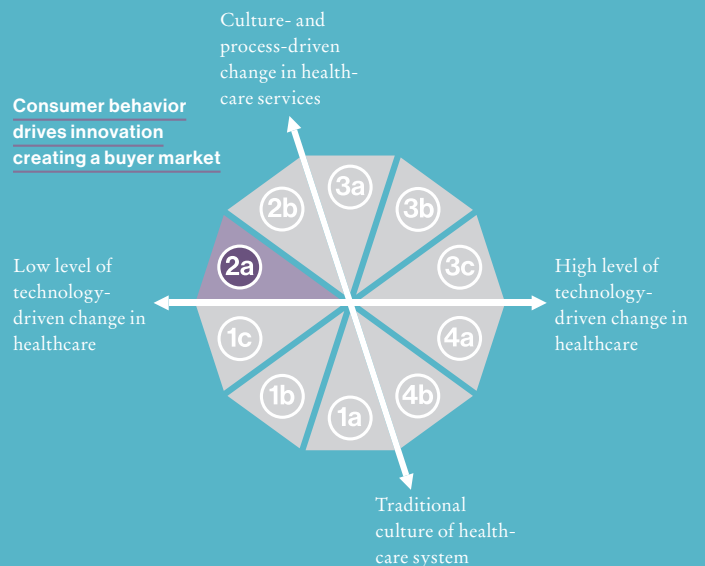 Culture- and
process-driven
change in health-
care services
Consumer behavior
drives innovation
creating a buyer market
3a
2b
3b
2a
3c
Low level of
technology-
driven change in
healthcare
High level of
technology-
driven change in
healthcare
1c
4a
1b
4b
1a
Traditional
culture of health-
care system